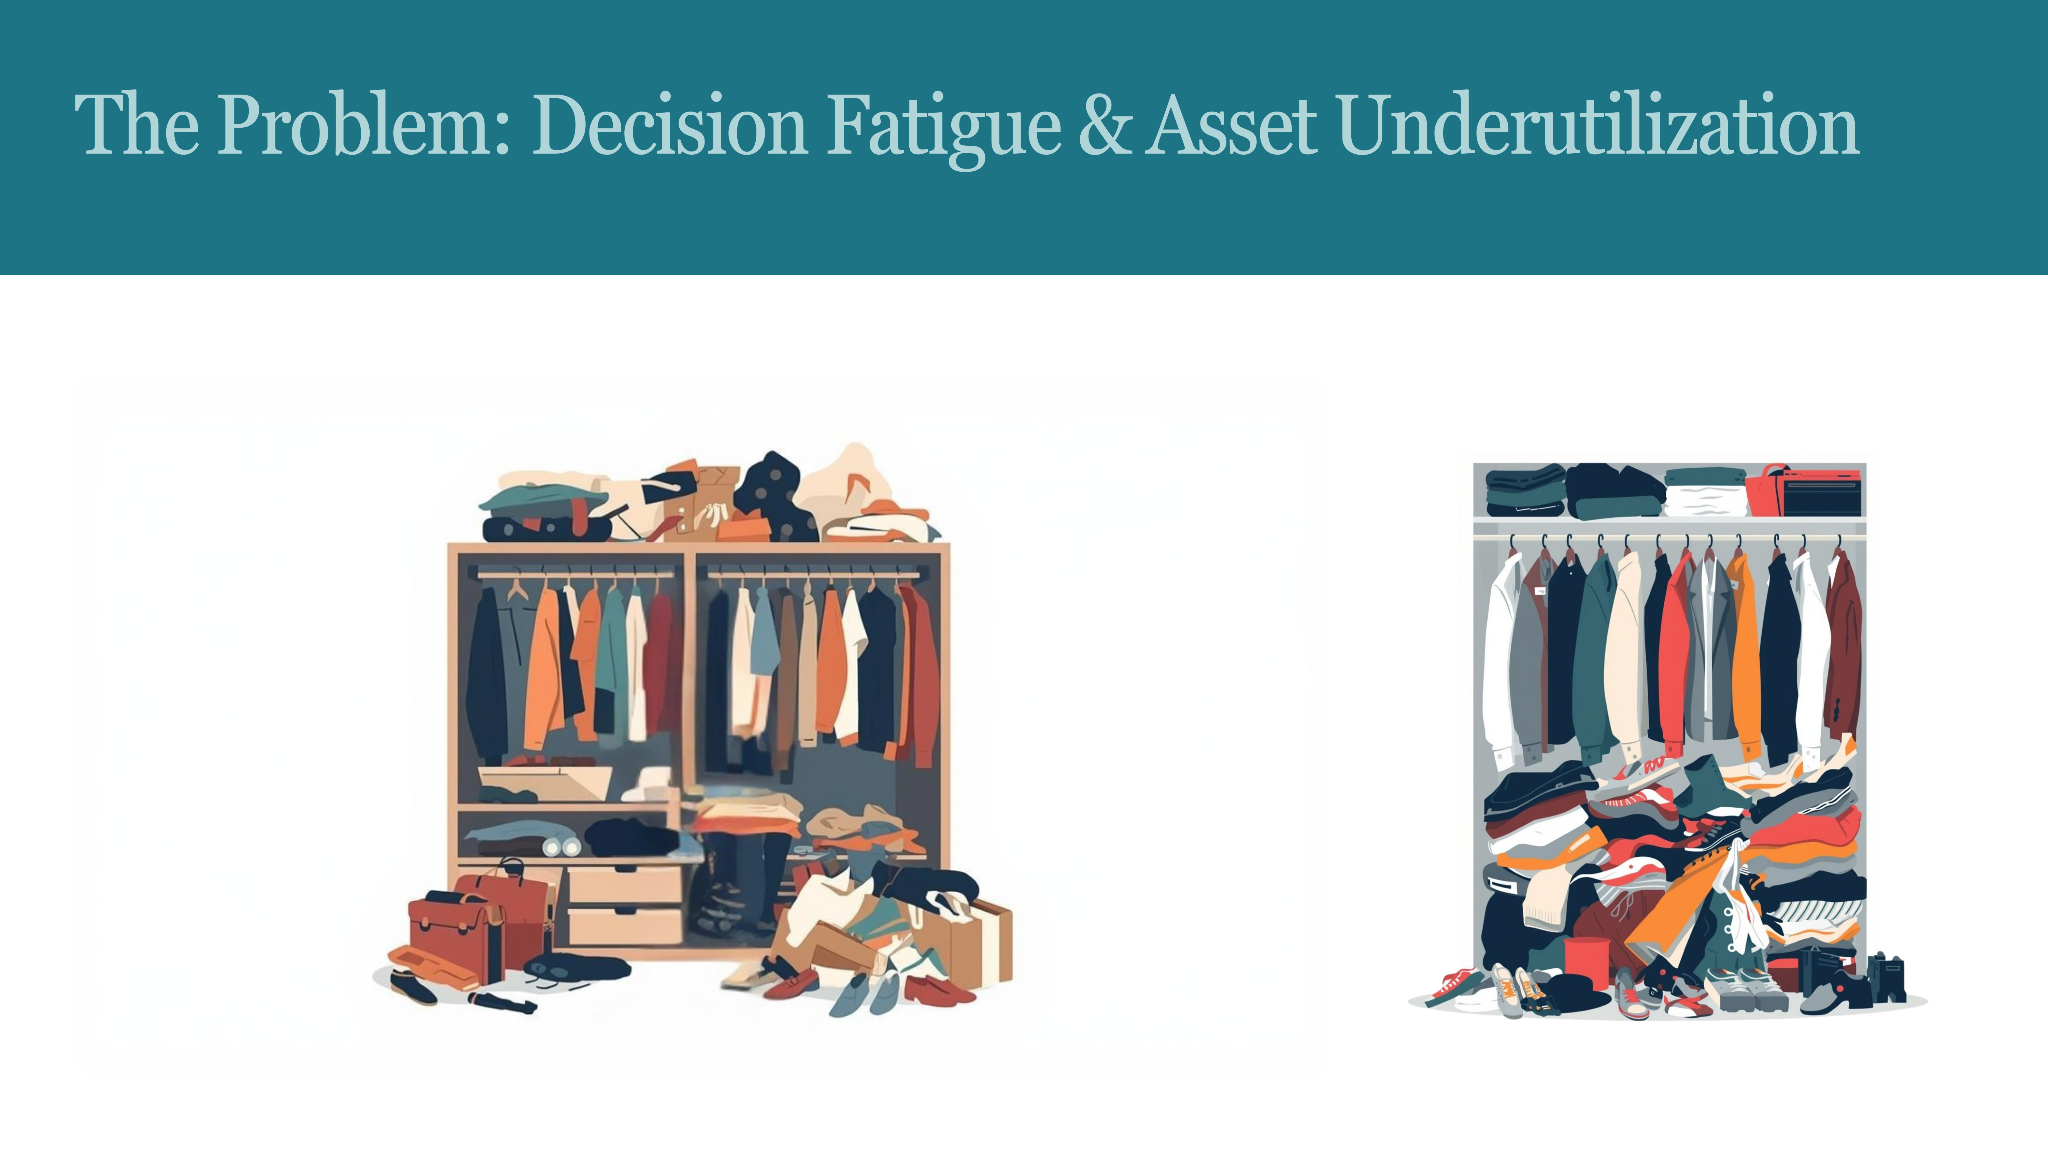 The Problem: Decision Fatigue & Asset Underutilization